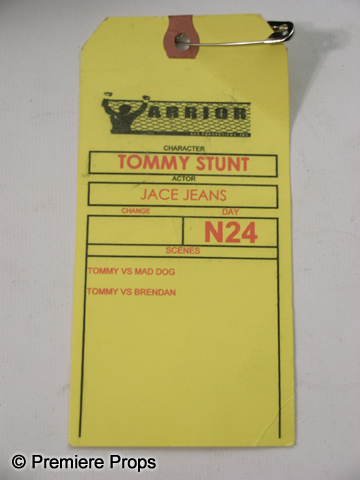 WARRIOR
CHARACTER
TOMMY STUNT
ACTOR
JACE JEANS
CHANGE DAY
N24
SCENES
TOMMY VS MAD DOG
TOMMY VS BRENDAN
© Premiere Props